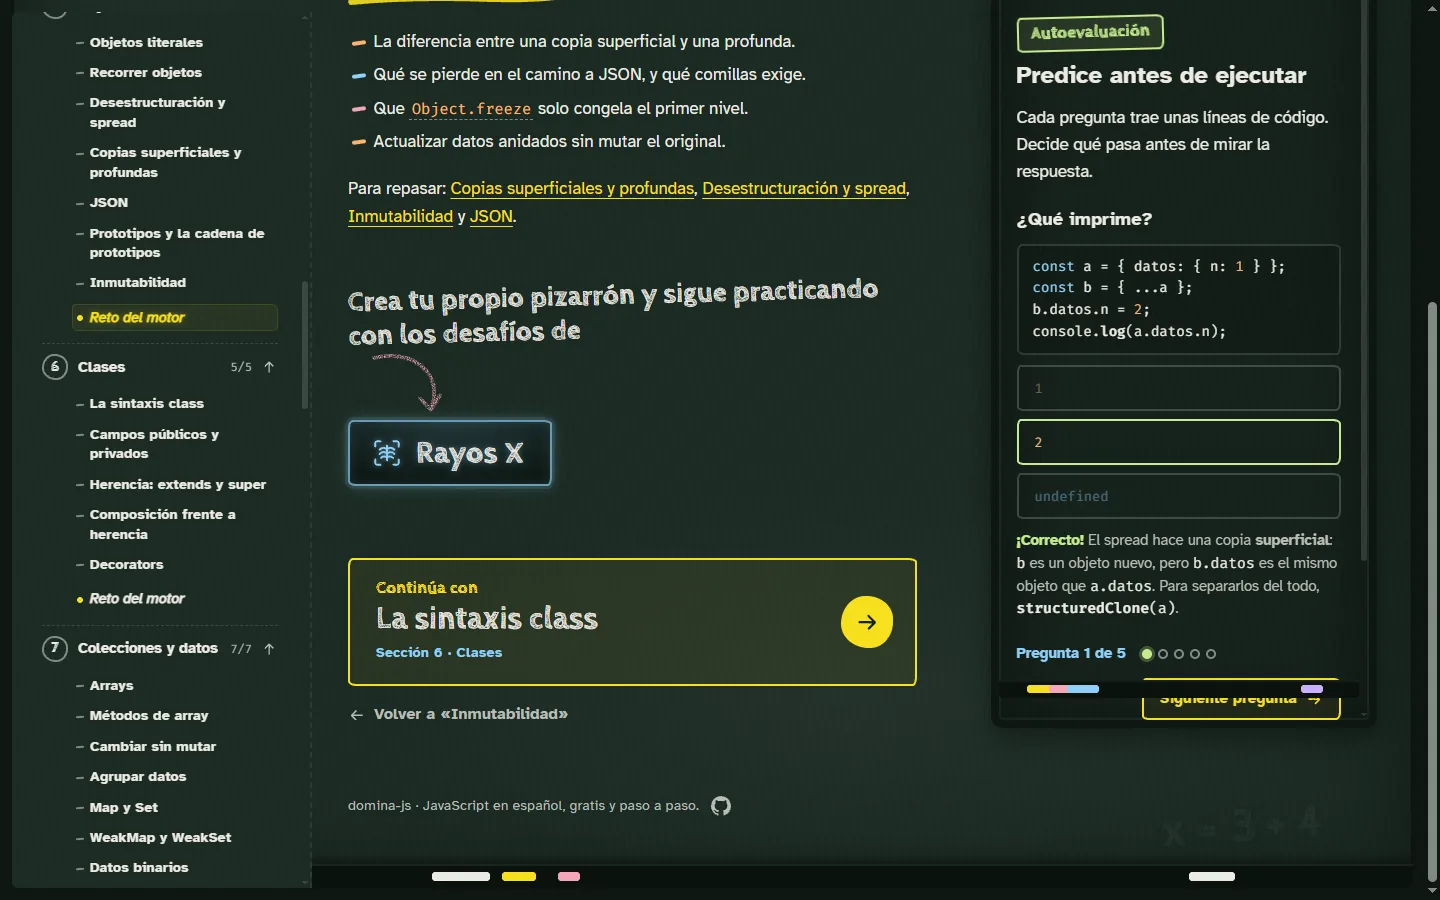 Objetos literales
Recorrer objetos
Desestructuración y
spread
Copias superficiales y
profundas
JSON
Prototipos y la cadena de
prototipos
Inmutabilidad
Reto del motor
6 Clases 5/5 ↑
La sintaxis class
Campos públicos y
privados
Herencia: extends y super
Composición frente a
herencia
Decorators
Reto del motor
7 Colecciones y datos 7/7 ↑
Arrays
Métodos de array
Cambiar sin mutar
Agrupar datos
Map y Set
WeakMap y WeakSet
Datos binarios
La diferencia entre una copia superficial y una profunda.
Qué se pierde en el camino a JSON, y qué comillas exige.
Que Object.freeze solo congela el primer nivel.
Actualizar datos anidados sin mutar el original.
Para repasar: Copias superficiales y profundas, Desestructuración y spread,
Inmutabilidad y JSON.
Crea tu propio pizarrón y sigue practicando
con los desafíos de
Rayos X
Continúa con
La sintaxis class
Sección 6 · Clases
← Volver a «Inmutabilidad»
domina-js · JavaScript en español, gratis y paso a paso.
Autoevaluación
Predice antes de ejecutar
Cada pregunta trae unas líneas de código.
Decide qué pasa antes de mirar la
respuesta.
¿Qué imprime?
const a = { datos: { n: 1 } };
const b = { ...a };
b.datos.n = 2;
console.log(a.datos.n);
1
2
undefined
¡Correcto! El spread hace una copia superficial:
b es un objeto nuevo, pero b.datos es el mismo
objeto que a.datos. Para separarlos del todo,
structuredClone(a).
Pregunta 1 de 5
Siguiente pregunta →
x = 3 + 4